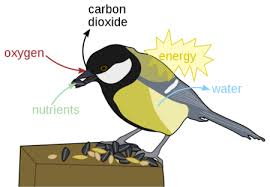 carbon
dioxide
oxygen
energy
nutrients
water